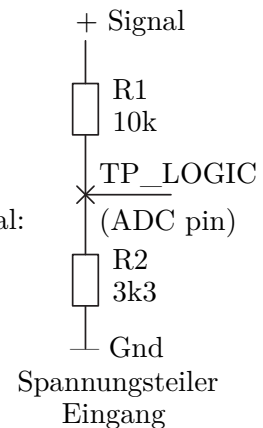 + Signal
R1
10k
TP_LOGIC
al:
(ADC pin)
R2
3k3
Gnd
Spannungsteiler
Eingang